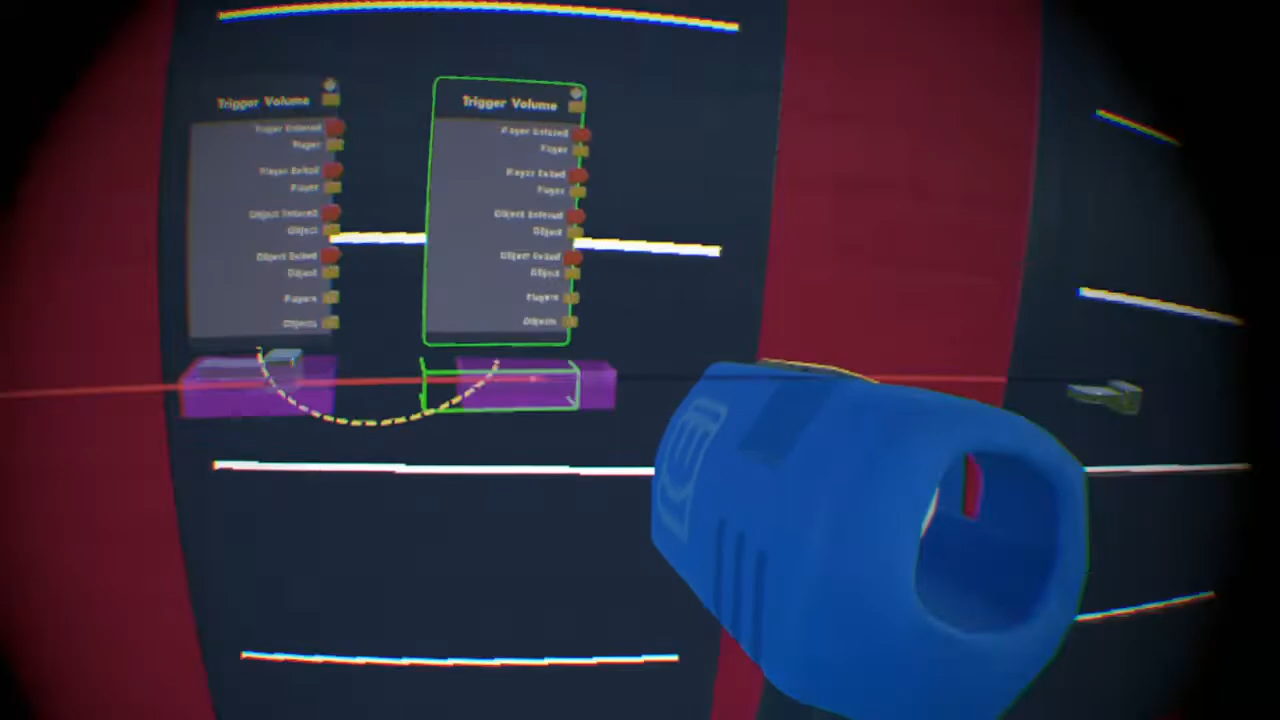 Trigger Volume
Player Entered
Player
Player Exited
Player
Object Entered
Object
Object Exited
Object
Players
Objects
Trigger Volume
Player Entered
Player
Player Exited
Player
Object Entered
Object
Object Exited
Object
Players
Objects